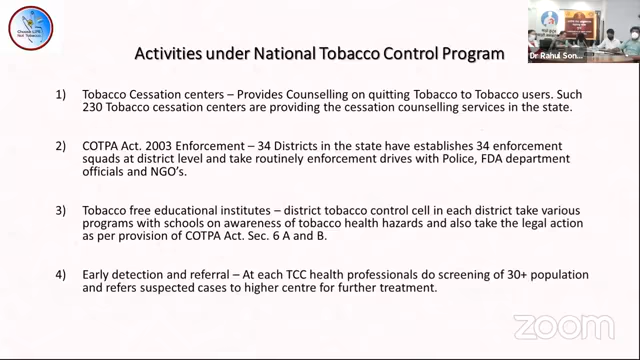 Choose LIFE
Not Tobacco
Dr Rahul Son...
Activities under National Tobacco Control Program
1) Tobacco Cessation centers – Provides Counselling on quitting Tobacco to Tobacco users. Such
230 Tobacco cessation centers are providing the cessation counselling services in the state.
2) COTPA Act. 2003 Enforcement – 34 Districts in the state have establishes 34 enforcement
squads at district level and take routinely enforcement drives with Police, FDA department
officials and NGO's.
3) Tobacco free educational institutes – district tobacco control cell in each district take various
programs with schools on awareness of tobacco health hazards and also take the legal action
as per provision of COTPA Act. Sec. 6 A and B.
4) Early detection and referral – At each TCC health professionals do screening of 30+ population
and refers suspected cases to higher centre for further treatment.
zoom